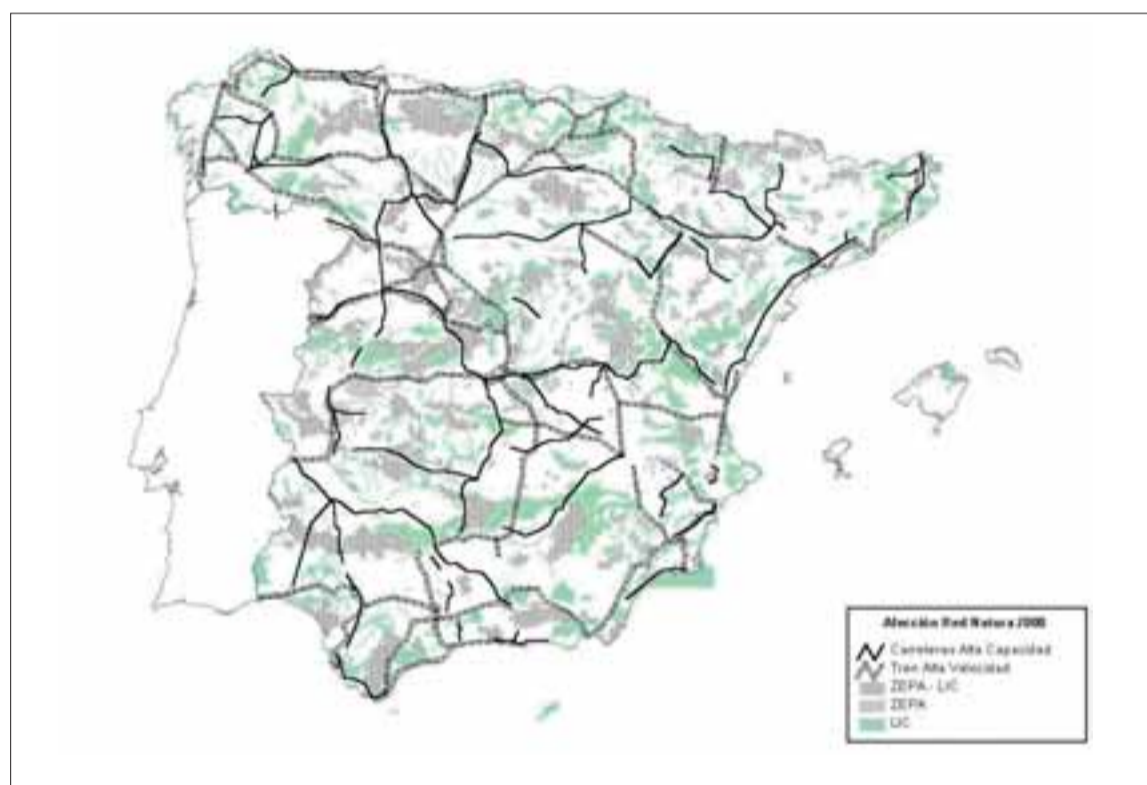 Afección Red Natura 2000
Carreteras Alta Capacidad
Tren Alta Velocidad
ZEPA - LIC
ZEPA
LIC